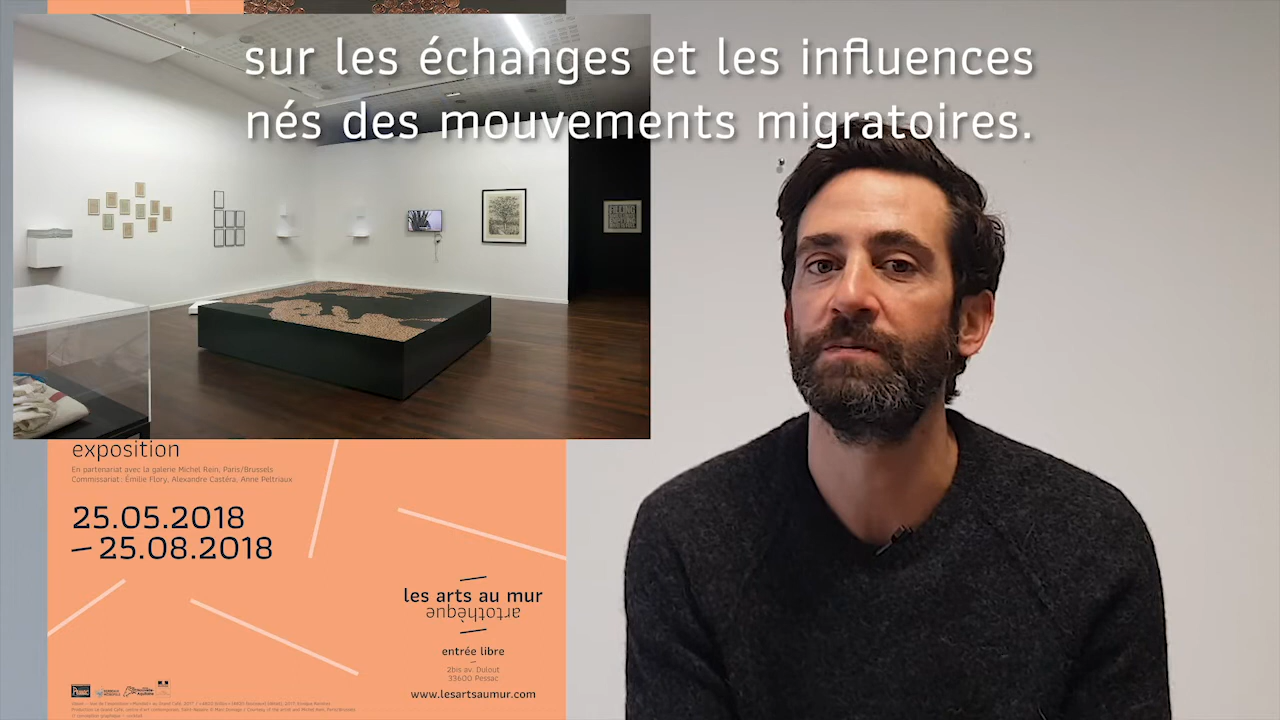 sur les échanges et les influences
nés des mouvements migratoires.
exposition
En partenariat avec la galerie Michel Rein, Paris/Brussels
Commissariat : Émilie Flory, Alexandre Castéra, Anne Peltriaux
25.05.2018
– 25.08.2018
les arts au mur
artothèque
entrée libre
2bis av. Dulout
33600 Pessac
www.lesartsaumur.com